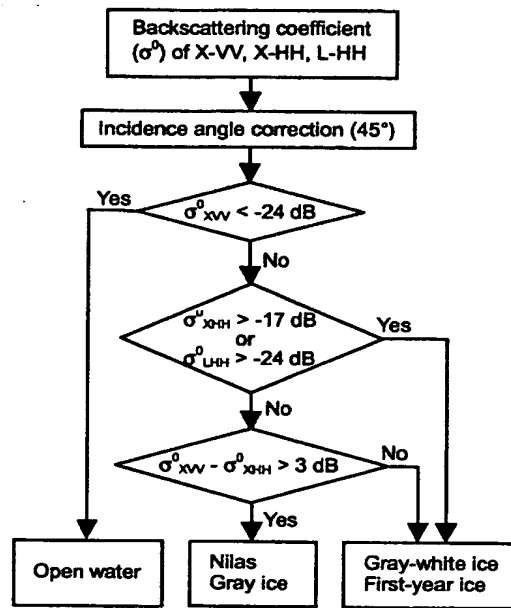 Backscattering coefficient
(σ⁰) of X-VV, X-HH, L-HH
Incidence angle correction (45°)
Yes
σ⁰XVV < -24 dB
No
σ⁰XHH > -17 dB
or
σ⁰LHH > -24 dB
Yes
No
σ⁰XVV - σ⁰XHH > 3 dB
No
Yes
Open water
Nilas
Gray ice
Gray-white ice
First-year ice